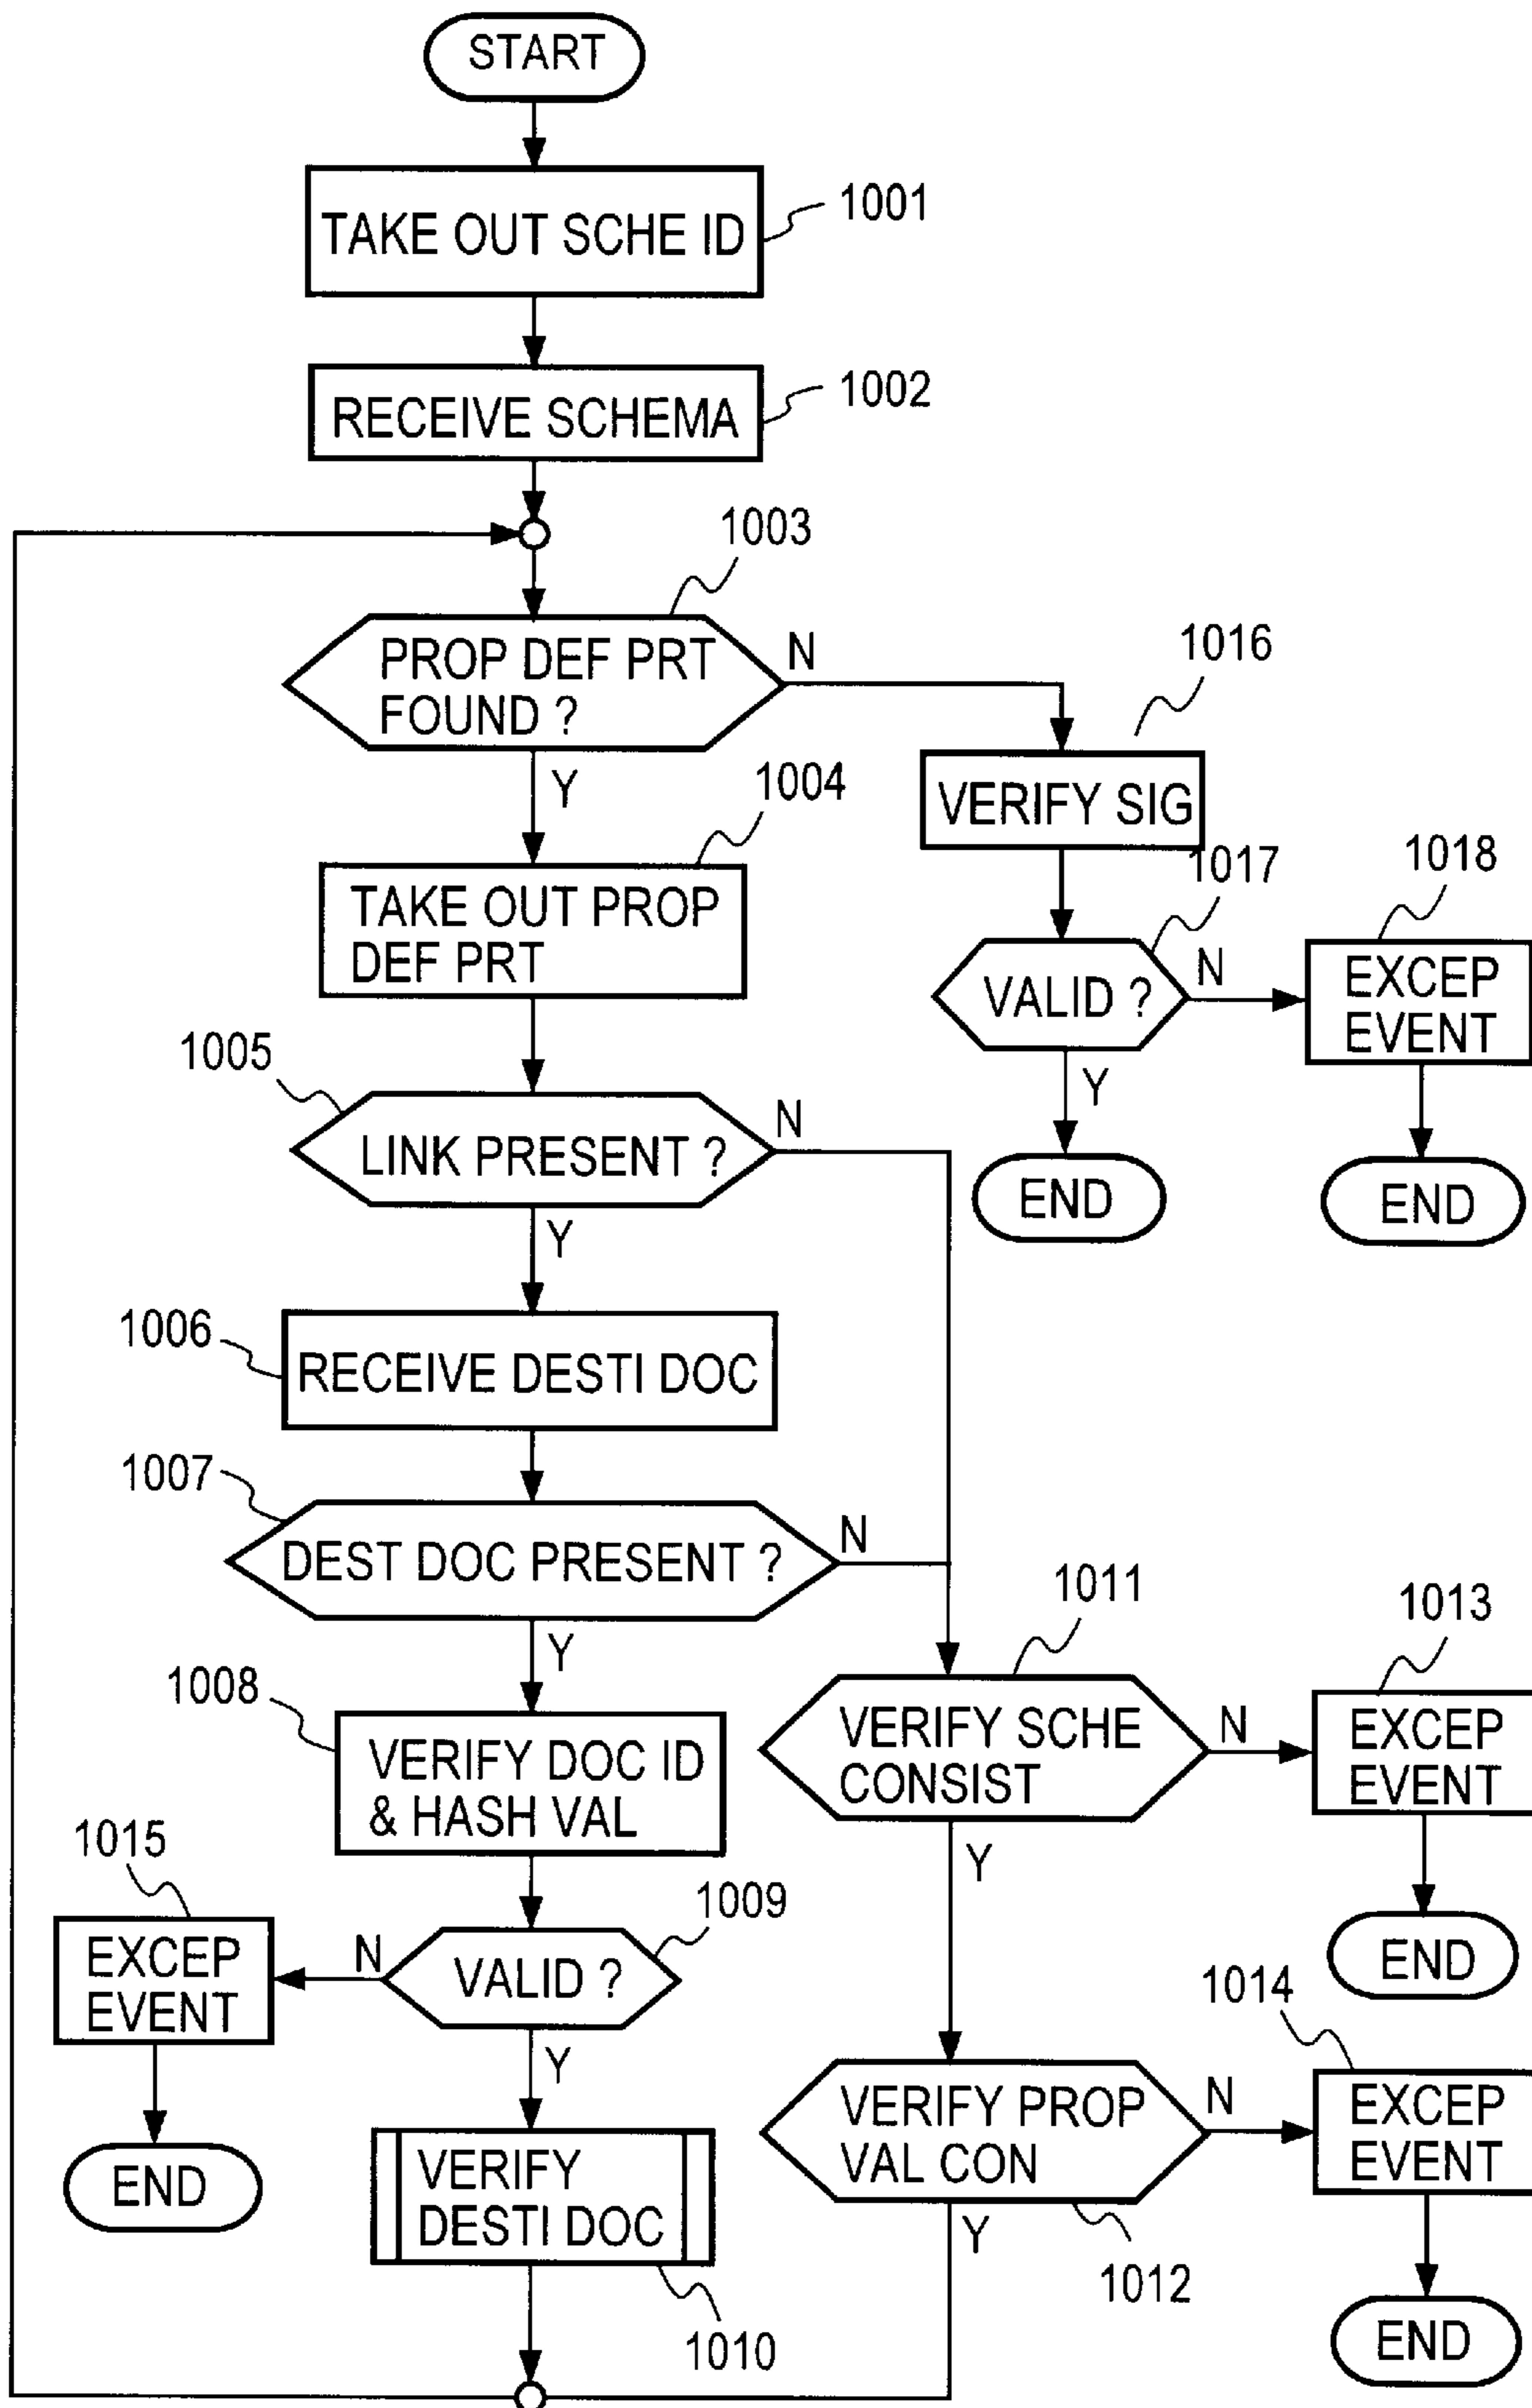 START
TAKE OUT SCHE ID
1001
RECEIVE SCHEMA
1002
1003
PROP DEF PRT
FOUND ?
N
Y
1016
VERIFY SIG
1004
TAKE OUT PROP
DEF PRT
1017
VALID ?
N
Y
1018
EXCEP
EVENT
END
END
1005
LINK PRESENT ?
N
Y
1006
RECEIVE DESTI DOC
1007
DEST DOC PRESENT ?
N
Y
1011
VERIFY SCHE
CONSIST
N
Y
1013
EXCEP
EVENT
END
1008
VERIFY DOC ID
& HASH VAL
1009
VALID ?
N
Y
1015
EXCEP
EVENT
END
VERIFY
DESTI DOC
1010
VERIFY PROP
VAL CON
N
Y
1012
1014
EXCEP
EVENT
END